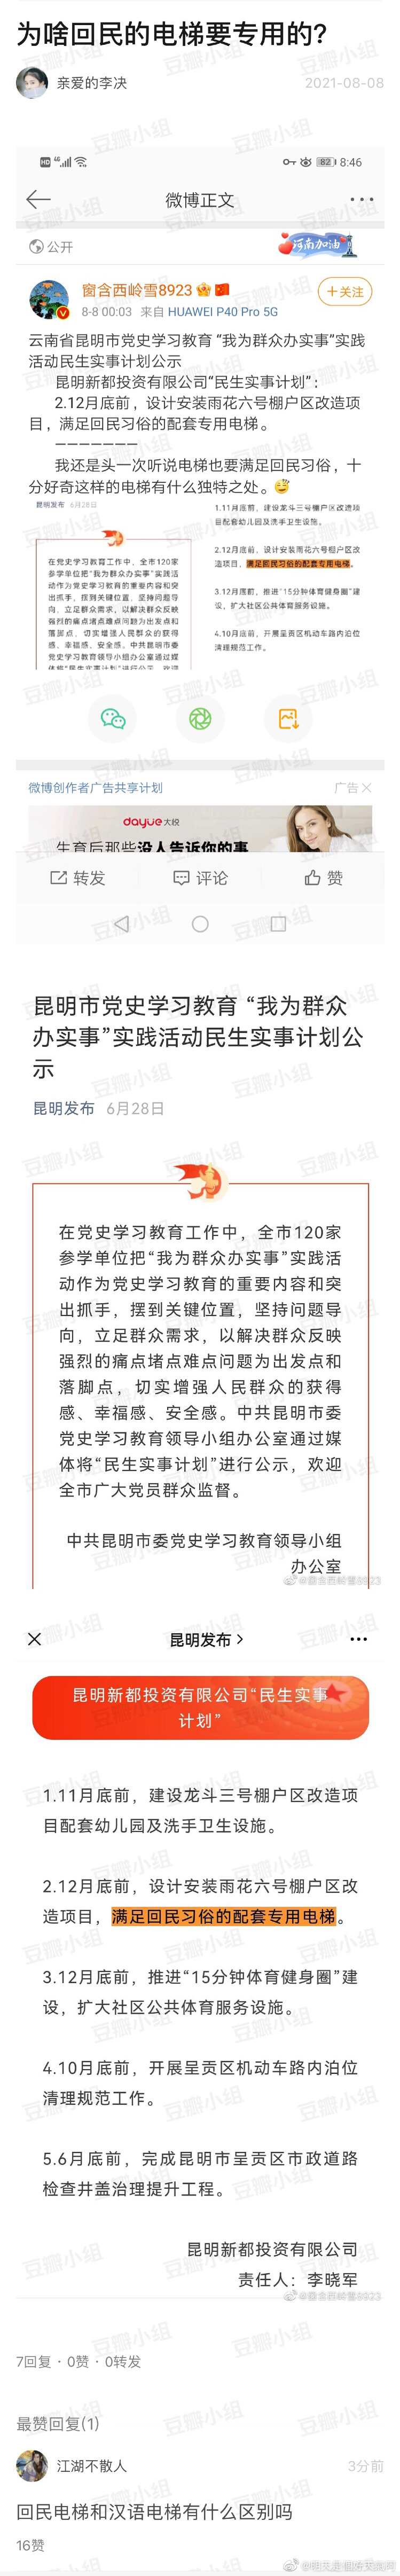 为啥回民的电梯要专用的?
亲爱的李决
2021-08-08
HD 4G 82 8:46
微博正文
公开
河南加油
窗含西岭雪8923
+关注
8-8 00:03 来自 HUAWEI P40 Pro 5G
云南省昆明市党史学习教育 “我为群众办实事”实践
活动民生实事计划公示
昆明新都投资有限公司“民生实事计划”:
2.12月底前，设计安装雨花六号棚户区改造项
目，满足回民习俗的配套专用电梯。
———————
我还是头一次听说电梯也要满足回民习俗，十
分好奇这样的电梯有什么独特之处。
昆明发布 6月28日
在党史学习教育工作中，全市120家
参学单位把“我为群众办实事”实践活
动作为党史学习教育的重要内容和突
出抓手，摆到关键位置，坚持问题导
向，立足群众需求，以解决群众反映
强烈的痛点堵点难点问题为出发点和
落脚点，切实增强人民群众的获得
感、幸福感、安全感。中共昆明市委
党史学习教育领导小组办公室通过媒
体将“民生实事计划”进行公示，欢迎
1.11月底前，建设龙斗三号棚户区改造项
目配套幼儿园及洗手卫生设施。
2.12月底前，设计安装雨花六号棚户区改
造项目，满足回民习俗的配套专用电梯。
3.12月底前，推进“15分钟体育健身圈”建
设，扩大社区公共体育服务设施。
4.10月底前，开展呈贡区机动车路内泊位
清理规范工作。
微博创作者广告共享计划
广告
dayue大悦
生育后那些没人告诉你的事
转发
评论
赞
昆明市党史学习教育 “我为群众
办实事”实践活动民生实事计划公
示
昆明发布 6月28日
在党史学习教育工作中，全市120家
参学单位把“我为群众办实事”实践活
动作为党史学习教育的重要内容和突
出抓手，摆到关键位置，坚持问题导
向，立足群众需求，以解决群众反映
强烈的痛点堵点难点问题为出发点和
落脚点，切实增强人民群众的获得
感、幸福感、安全感。中共昆明市委
党史学习教育领导小组办公室通过媒
体将“民生实事计划”进行公示，欢迎
全市广大党员群众监督。
中共昆明市委党史学习教育领导小组
办公室
@窗含西岭雪8923
昆明发布
昆明新都投资有限公司“民生实事
计划”
1.11月底前，建设龙斗三号棚户区改造项
目配套幼儿园及洗手卫生设施。
2.12月底前，设计安装雨花六号棚户区改
造项目，满足回民习俗的配套专用电梯。
3.12月底前，推进“15分钟体育健身圈”建
设，扩大社区公共体育服务设施。
4.10月底前，开展呈贡区机动车路内泊位
清理规范工作。
5.6月底前，完成昆明市呈贡区市政道路
检查井盖治理提升工程。
昆明新都投资有限公司
责任人：李晓军
@窗含西岭雪8923
7回复 · 0赞 · 0转发
最赞回复(1)
江湖不散人
3分前
回民电梯和汉语电梯有什么区别吗
16赞
豆瓣小组